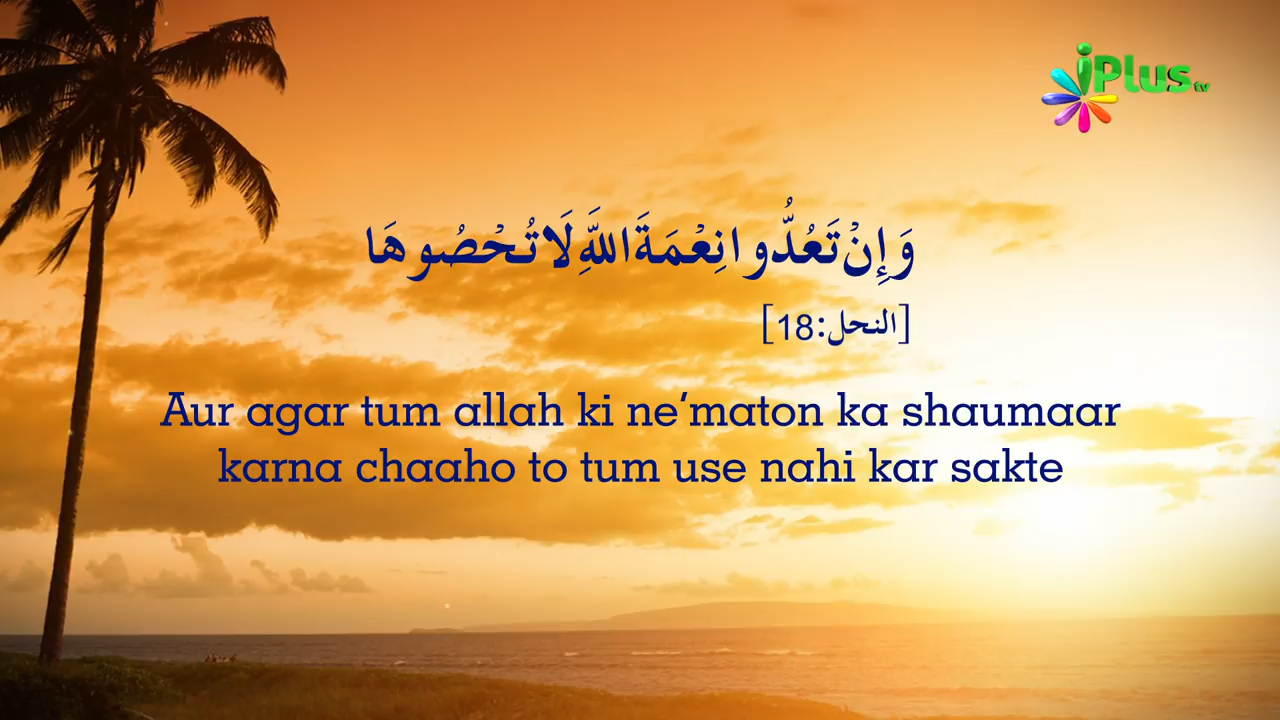 iPlus tv
وَإِنْ تَعُدُّوا نِعْمَةَ اللَّهِ لَا تُحْصُوهَا
[النحل:18]
Aur agar tum allah ki ne’maton ka shaumaar
karna chaaho to tum use nahi kar sakte